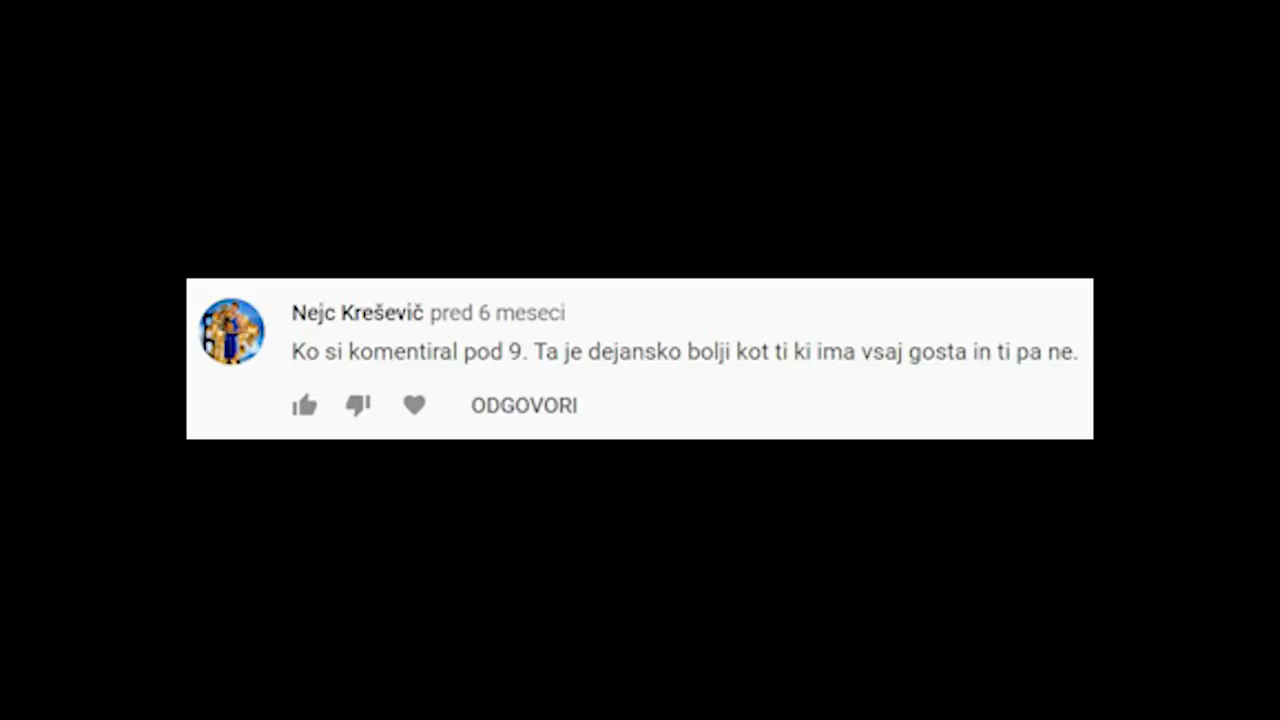 Nejc Kreševič pred 6 meseci
Ko si komentiral pod 9. Ta je dejansko bolji kot ti ki ima vsaj gosta in ti pa ne.
ODGOVORI